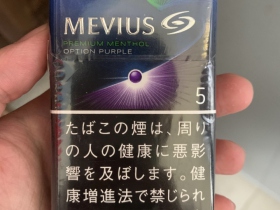 MEVIUS
PREMIUM MENTHOL
OPTION PURPLE
5
たばこの煙は、周り
の人の健康に悪影
響を及ぼします。健
康増進法で禁じられ